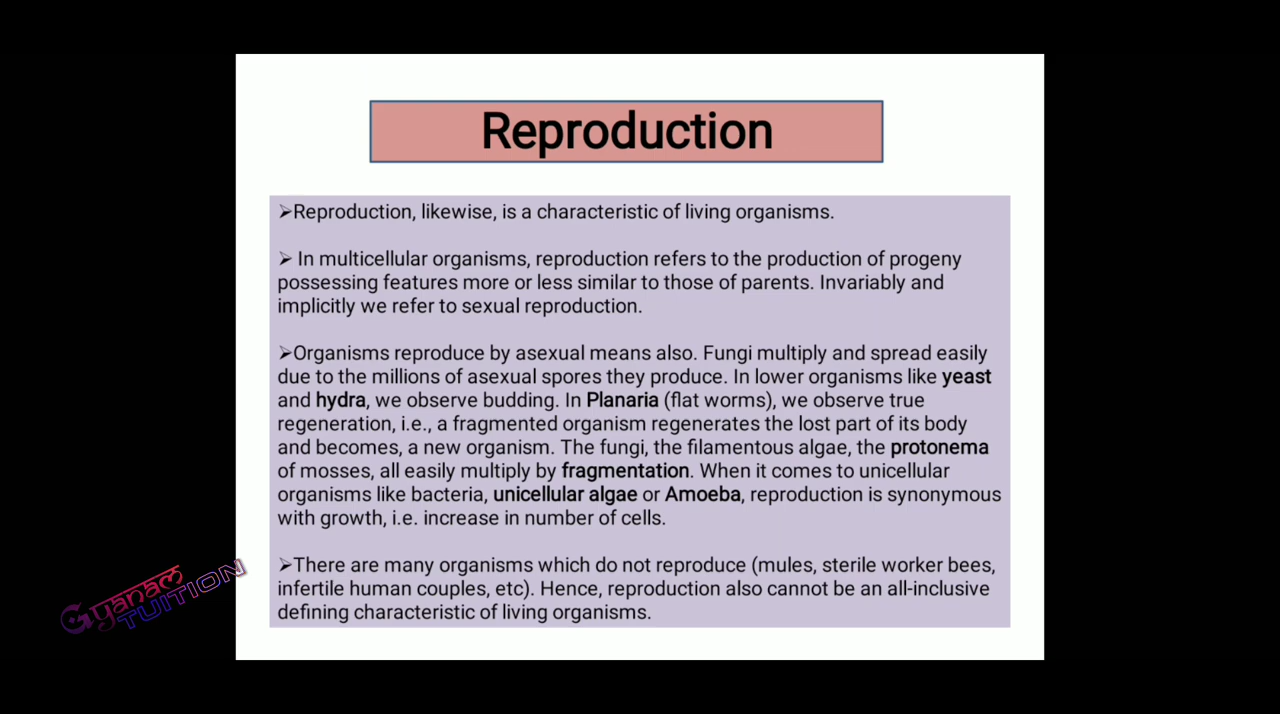 Reproduction
➢Reproduction, likewise, is a characteristic of living organisms.
➢ In multicellular organisms, reproduction refers to the production of progeny
possessing features more or less similar to those of parents. Invariably and
implicitly we refer to sexual reproduction.
➢Organisms reproduce by asexual means also. Fungi multiply and spread easily
due to the millions of asexual spores they produce. In lower organisms like yeast
and hydra, we observe budding. In Planaria (flat worms), we observe true
regeneration, i.e., a fragmented organism regenerates the lost part of its body
and becomes, a new organism. The fungi, the filamentous algae, the protonema
of mosses, all easily multiply by fragmentation. When it comes to unicellular
organisms like bacteria, unicellular algae or Amoeba, reproduction is synonymous
with growth, i.e. increase in number of cells.
➢There are many organisms which do not reproduce (mules, sterile worker bees,
infertile human couples, etc). Hence, reproduction also cannot be an all-inclusive
defining characteristic of living organisms.
Gyanam
TUITION